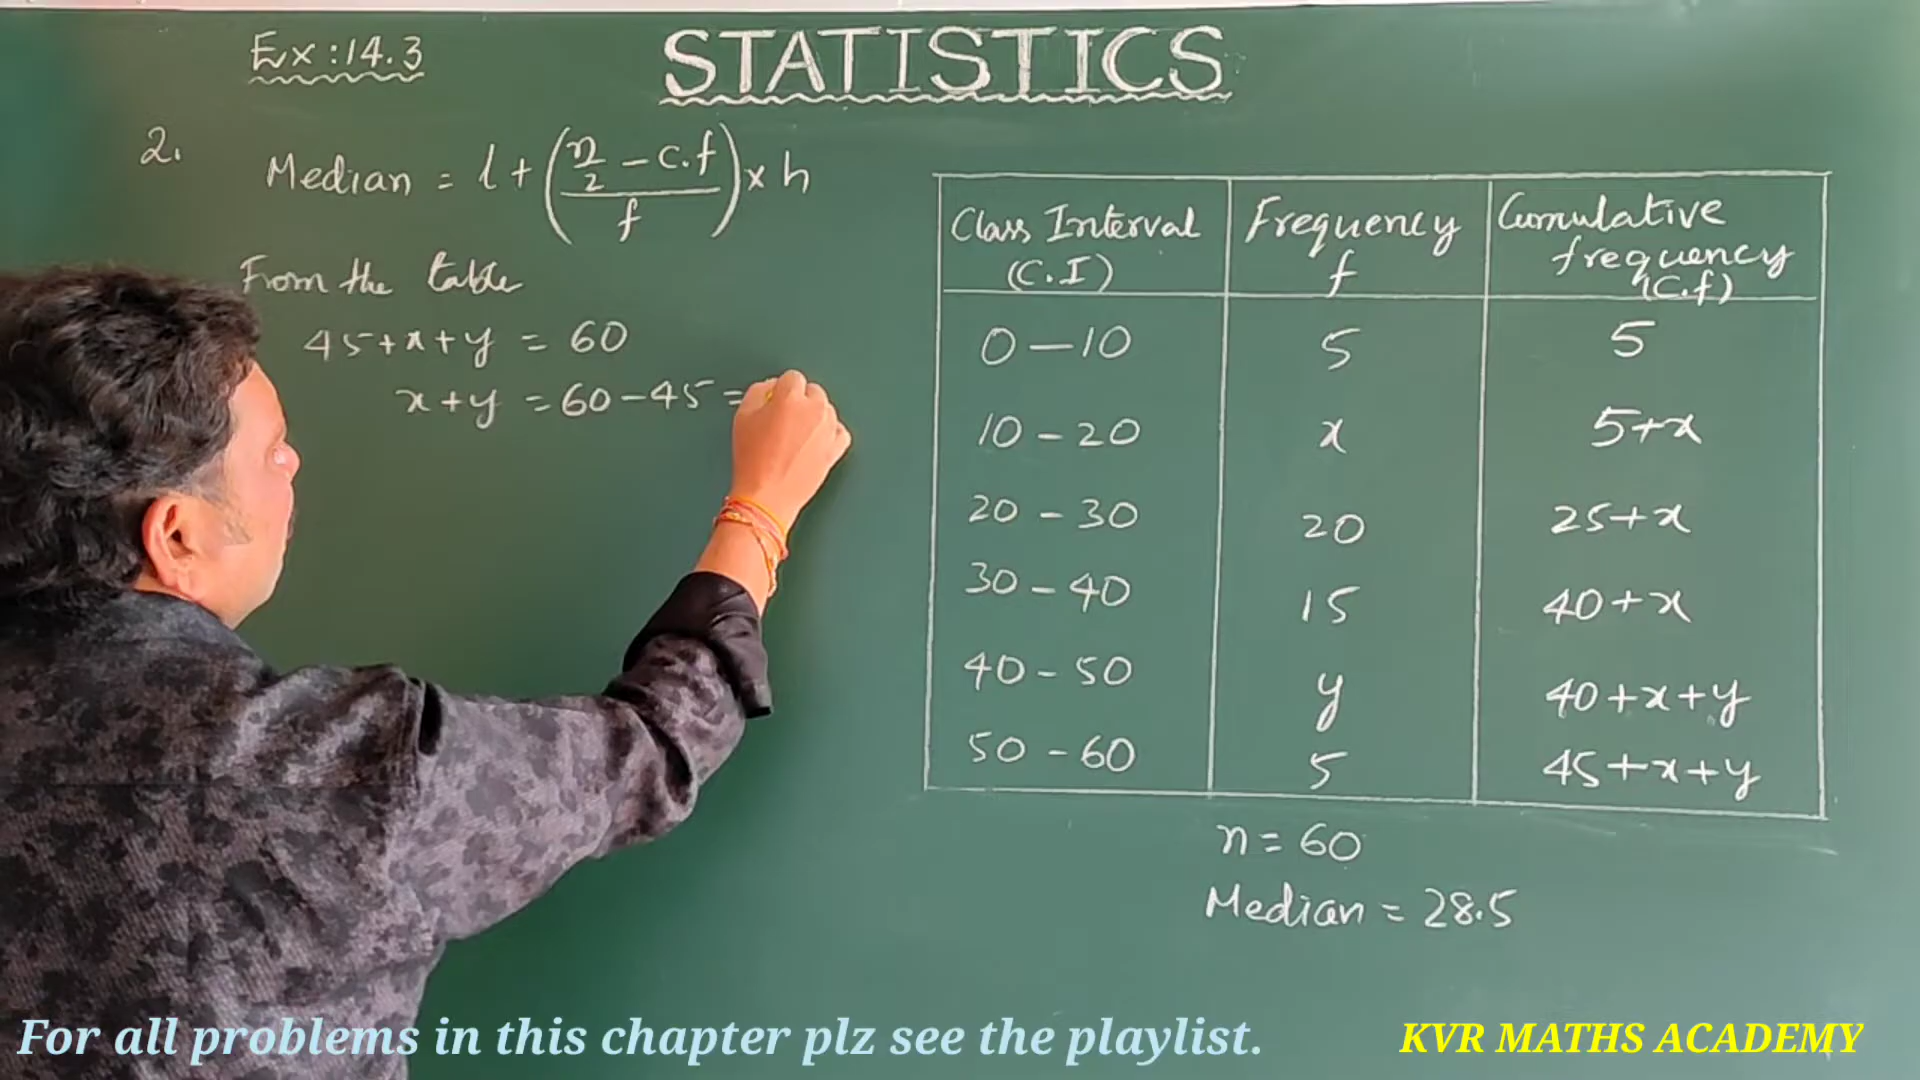 Ex : 14.3
STATISTICS
2.
Median = l + (n/2 - c.f / f) x h
From the table
45+x+y = 60
x+y = 60-45 =
Class Interval (C.I) Frequency f Cumulative frequency (c.f)
0-10 5 5
10-20 x 5+x
20-30 20 25+x
30-40 15 40+x
40-50 y 40+x+y
50-60 5 45+x+y
n = 60
Median = 28.5
For all problems in this chapter plz see the playlist.
KVR MATHS ACADEMY